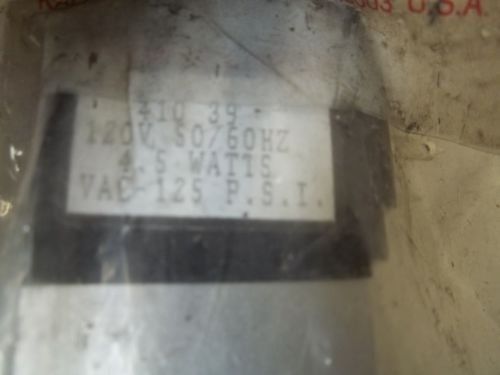 U.S.A.
410 39-
120V 50/60HZ
4.5 WATTS
VAC-125 P.S.I.